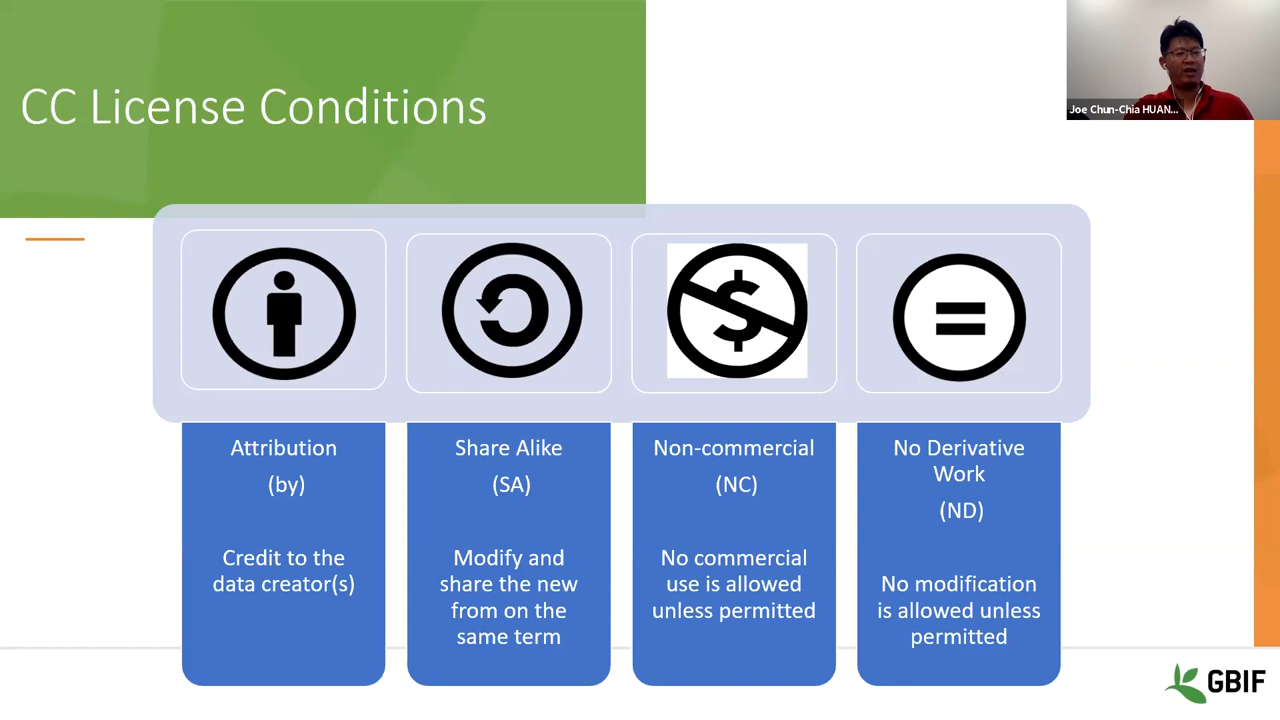 CC License Conditions
Joe Chun-Chia HUAN...
Attribution
(by)
Credit to the
data creator(s)
Share Alike
(SA)
Modify and
share the new
from on the
same term
Non-commercial
(NC)
No commercial
use is allowed
unless permitted
No Derivative
Work
(ND)
No modification
is allowed unless
permitted
GBIF